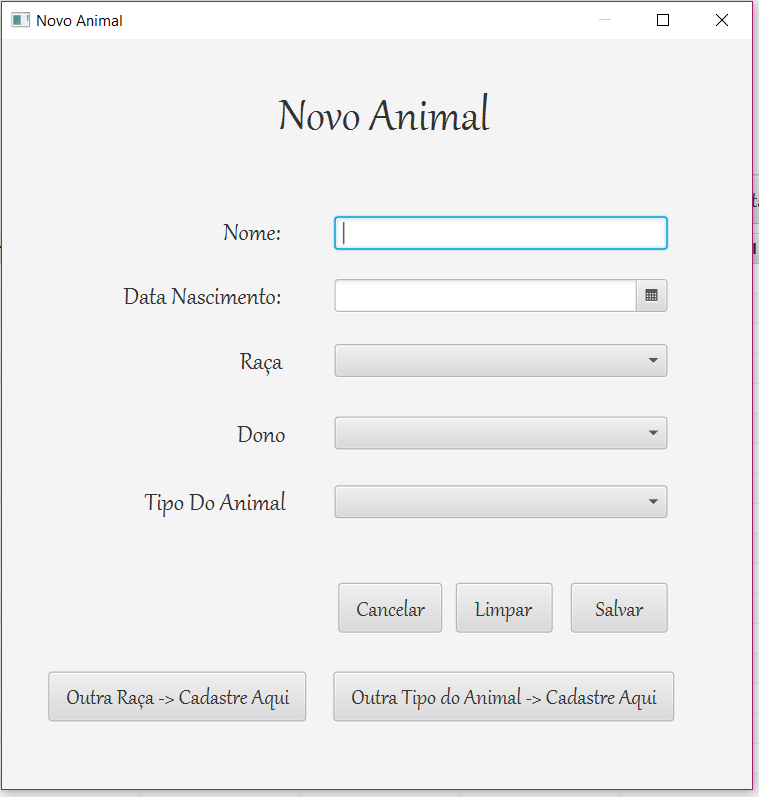 Novo Animal
Novo Animal
Nome:
Data Nascimento:
Raça
Dono
Tipo Do Animal
Cancelar Limpar Salvar
Outra Raça -> Cadastre Aqui Outra Tipo do Animal -> Cadastre Aqui